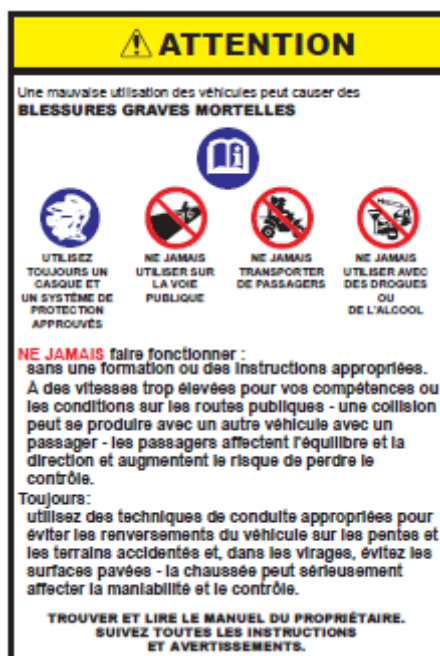 ATTENTION
Une mauvaise utilisation des véhicules peut causer des
BLESSURES GRAVES MORTELLES
UTILISEZ
TOUJOURS UN
CASQUE ET
UN SYSTÈME DE
PROTECTION
APPROUVÉS
NE JAMAIS
UTILISER SUR
LA VOIE
PUBLIQUE
NE JAMAIS
TRANSPORTER
DE PASSAGERS
NE JAMAIS
UTILISER AVEC
DES DROGUES
OU
DE L'ALCOOL
NE JAMAIS faire fonctionner :
sans une formation ou des instructions appropriées.
A des vitesses trop élevées pour vos compétences ou
les conditions sur les routes publiques - une collision
peut se produire avec un autre véhicule avec un
passager - les passagers affectent l'équilibre et la
direction et augmentent le risque de perdre le
contrôle.
Toujours:
utilisez des techniques de conduite appropriées pour
éviter les renversements du véhicule sur les pentes et
les terrains accidentés et, dans les virages, évitez les
surfaces pavées - la chaussée peut sérieusement
affecter la maniabilité et le contrôle.
TROUVER ET LIRE LE MANUEL DU PROPRIÉTAIRE.
SUIVEZ TOUTES LES INSTRUCTIONS
ET AVERTISSEMENTS.